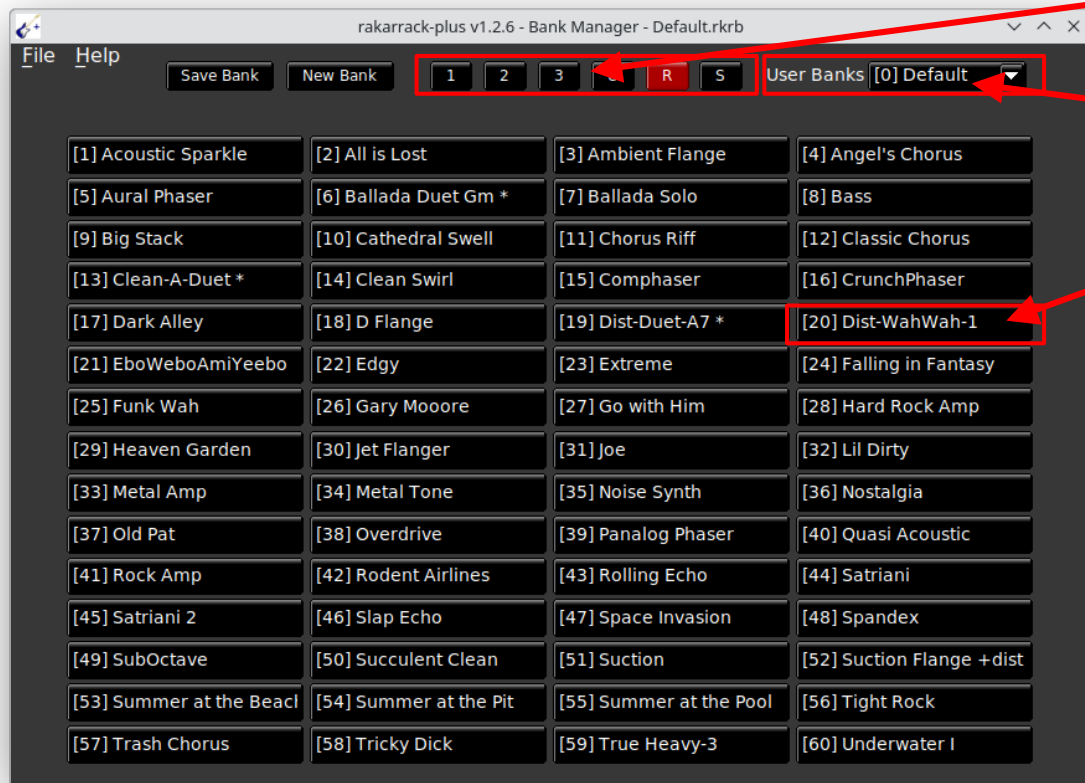 rakarrack-plus v1.2.6 - Bank Manager - Default.rkrb
File Help
Save Bank New Bank 1 2 3 R S User Banks [0] Default
[1] Acoustic Sparkle [2] All is Lost [3] Ambient Flange [4] Angel's Chorus
[5] Aural Phaser [6] Ballada Duet Gm * [7] Ballada Solo [8] Bass
[9] Big Stack [10] Cathedral Swell [11] Chorus Riff [12] Classic Chorus
[13] Clean-A-Duet * [14] Clean Swirl [15] Comphaser [16] CrunchPhaser
[17] Dark Alley [18] D Flange [19] Dist-Duet-A7 * [20] Dist-WahWah-1
[21] EboWeboAmiYeebo [22] Edgy [23] Extreme [24] Falling in Fantasy
[25] Funk Wah [26] Gary Mooore [27] Go with Him [28] Hard Rock Amp
[29] Heaven Garden [30] Jet Flanger [31] Joe [32] Lil Dirty
[33] Metal Amp [34] Metal Tone [35] Noise Synth [36] Nostalgia
[37] Old Pat [38] Overdrive [39] Panalog Phaser [40] Quasi Acoustic
[41] Rock Amp [42] Rodent Airlines [43] Rolling Echo [44] Satriani
[45] Satriani 2 [46] Slap Echo [47] Space Invasion [48] Spandex
[49] SubOctave [50] Succulent Clean [51] Suction [52] Suction Flange +dist
[53] Summer at the Beach [54] Summer at the Pit [55] Summer at the Pool [56] Tight Rock
[57] Trash Chorus [58] Tricky Dick [59] True Heavy-3 [60] Underwater I